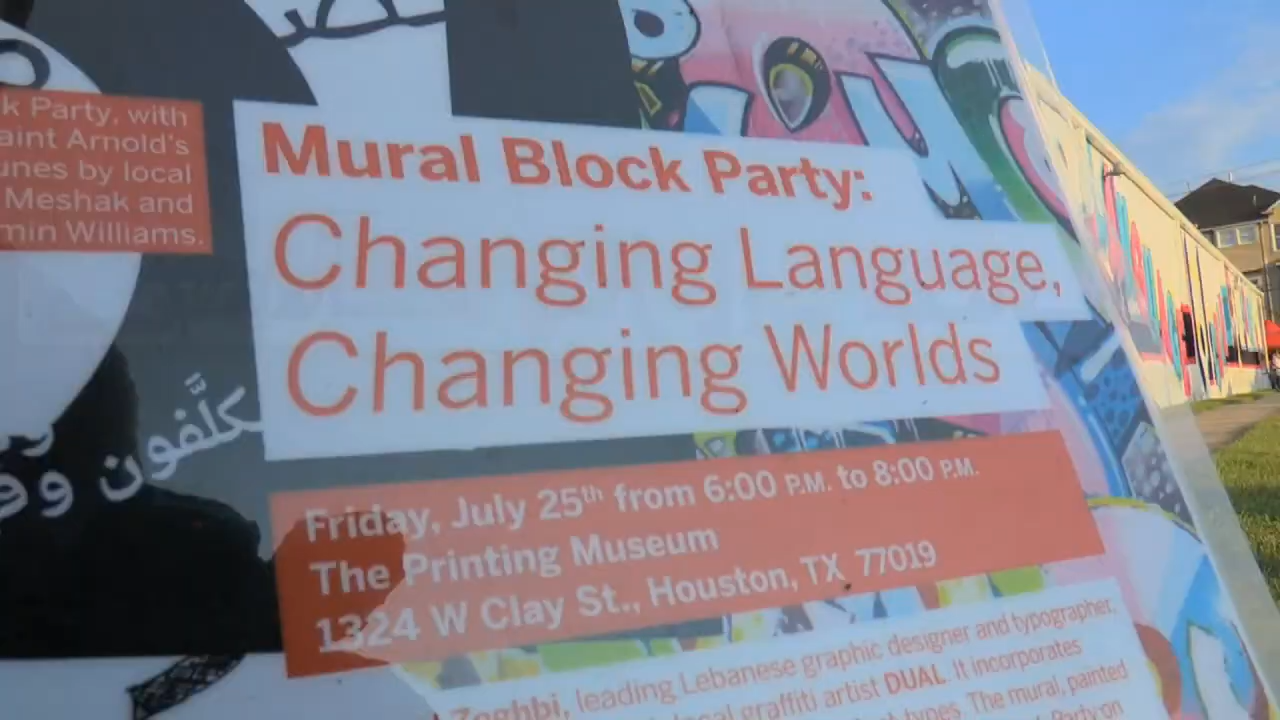 k Party, with
aint Arnold's
unes by local
Meshak and
min Williams.
Mural Block Party:
Changing Language,
Changing Worlds
Friday, July 25th from 6:00 P.M. to 8:00 P.M.
The Printing Museum
1324 W Clay St., Houston, TX 77019
Zoghbi, leading Lebanese graphic designer and typographer,
local graffiti artist DUAL. It incorporates
types. The mural, painted
Party on